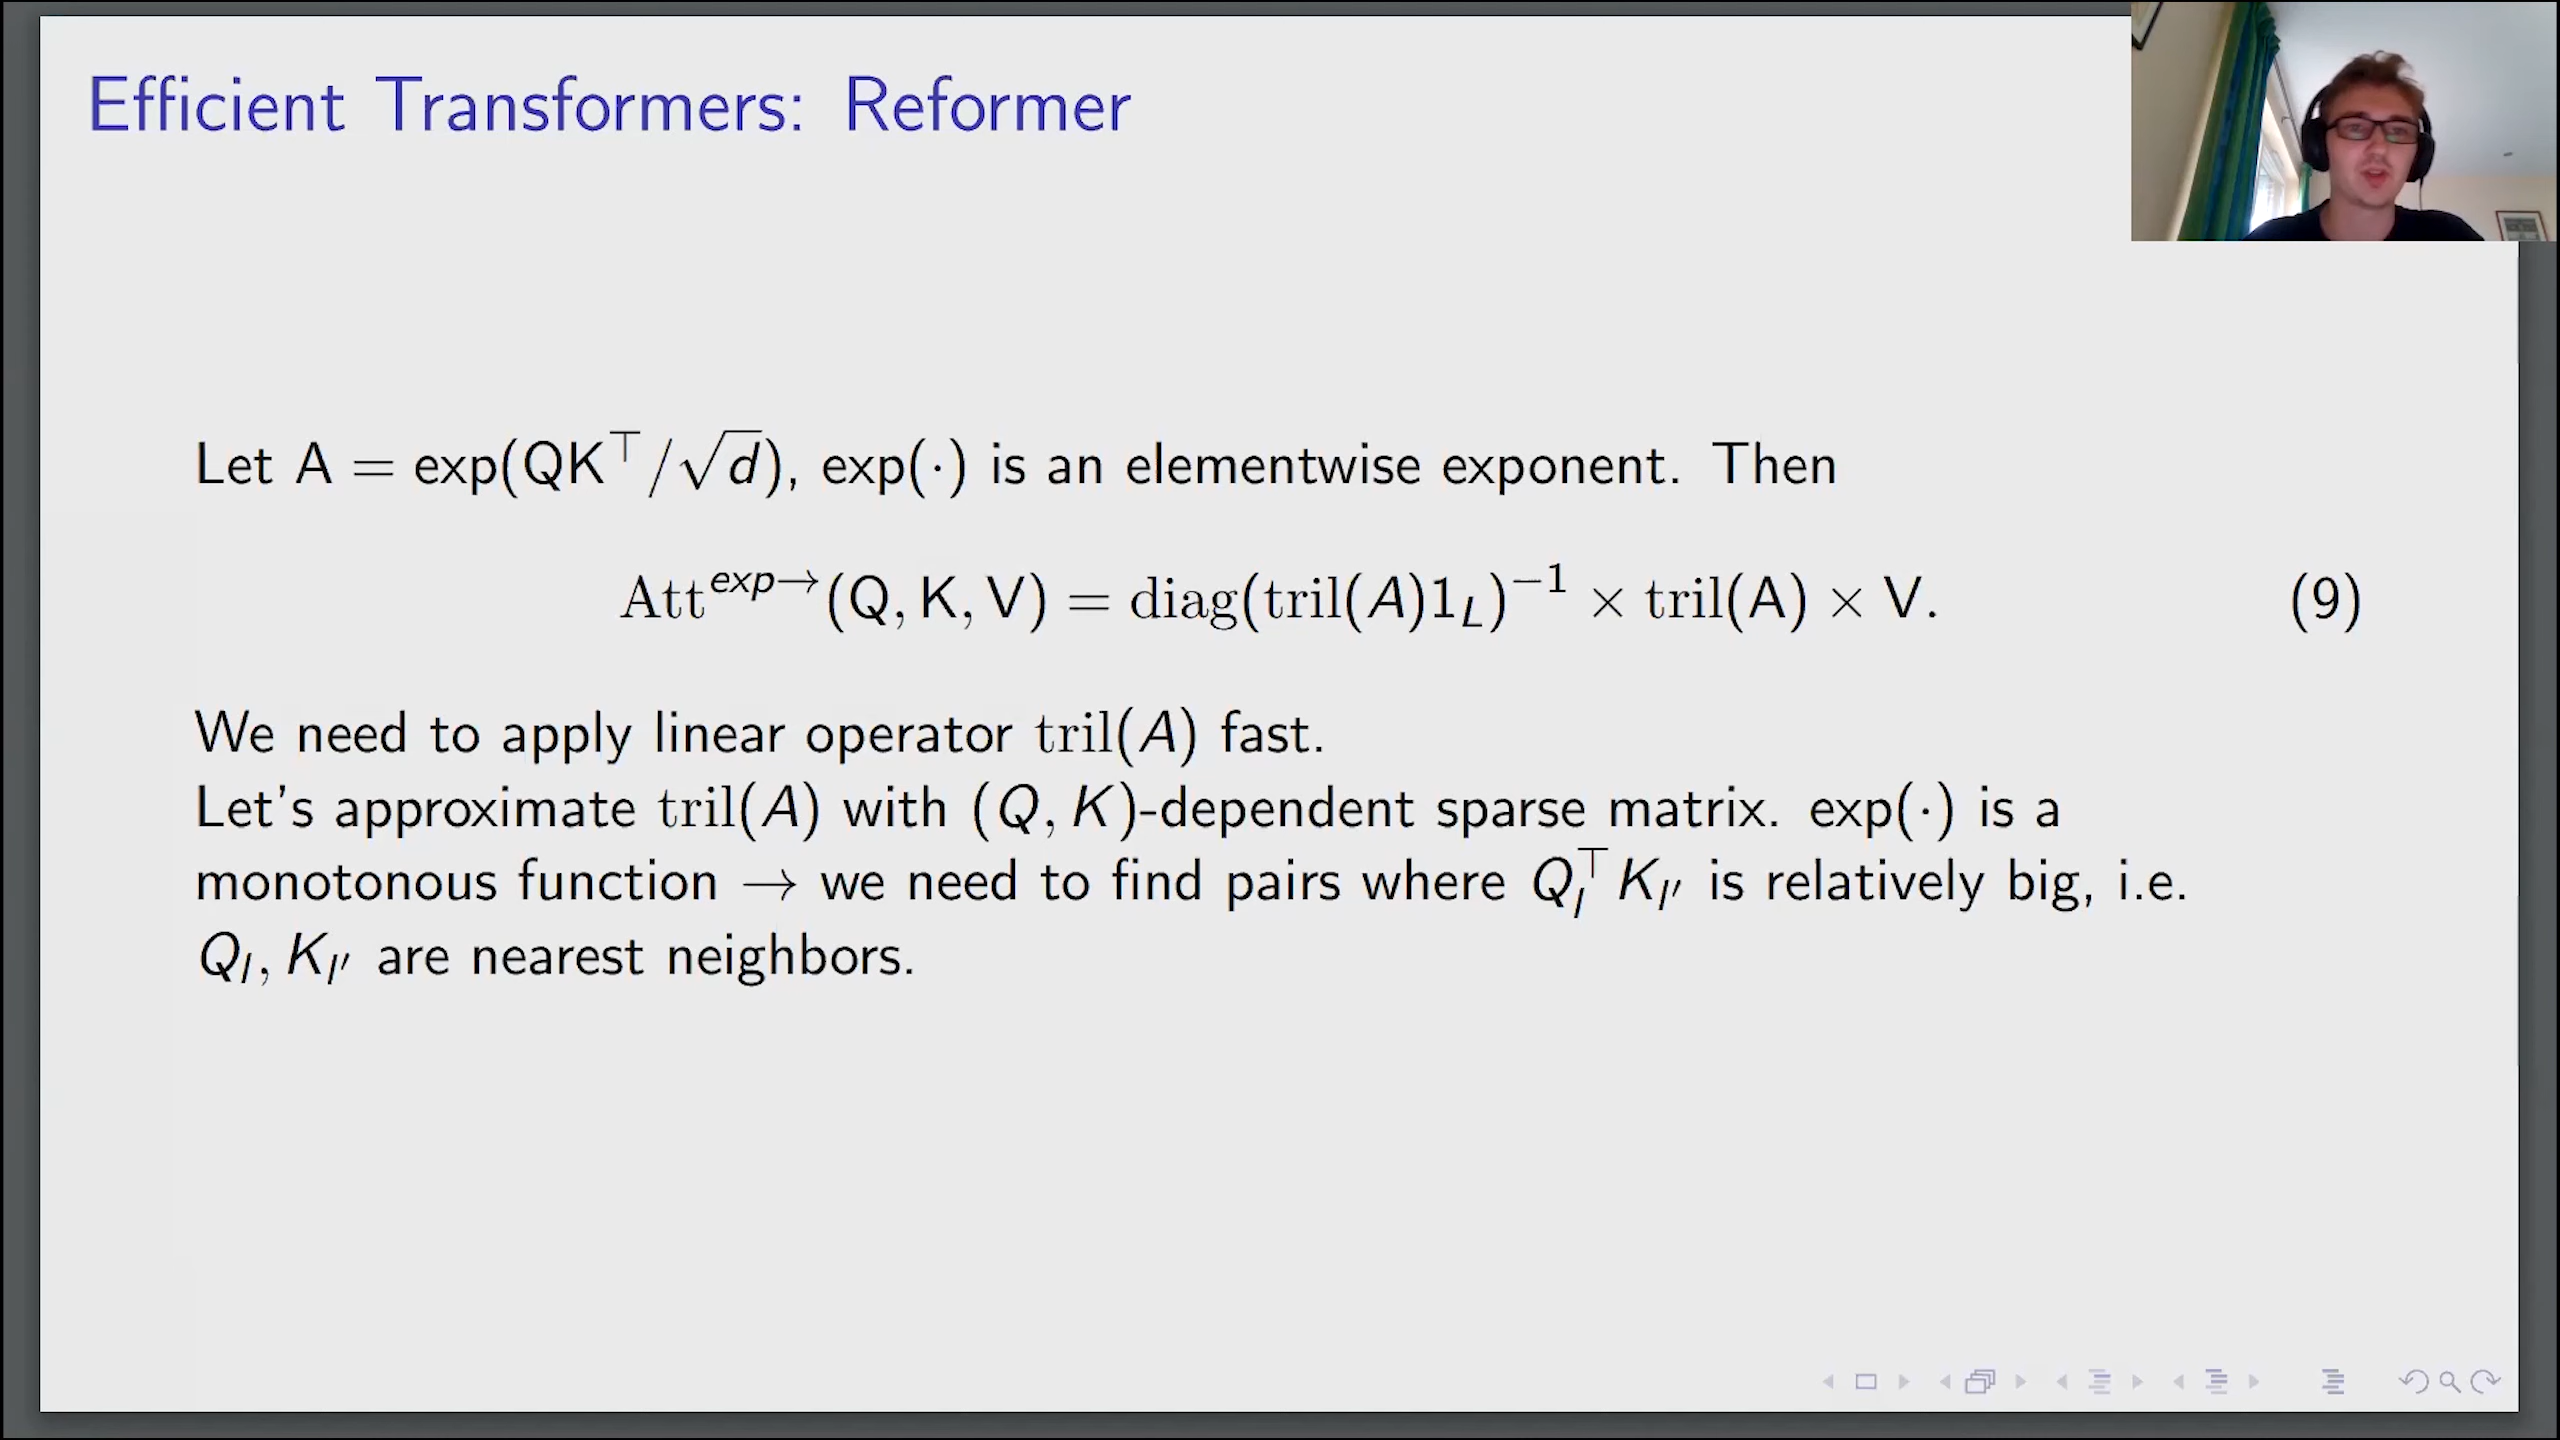 Efficient Transformers: Reformer
Let A = exp(QK⊤/√d), exp(·) is an elementwise exponent. Then
Att^{exp→}(Q, K, V) = diag(tril(A)1_L)^{−1} × tril(A) × V. (9)
We need to apply linear operator tril(A) fast.
Let's approximate tril(A) with (Q, K)-dependent sparse matrix. exp(·) is a
monotonous function → we need to find pairs where Q_l^⊤ K_{l′} is relatively big, i.e.
Q_l, K_{l′} are nearest neighbors.